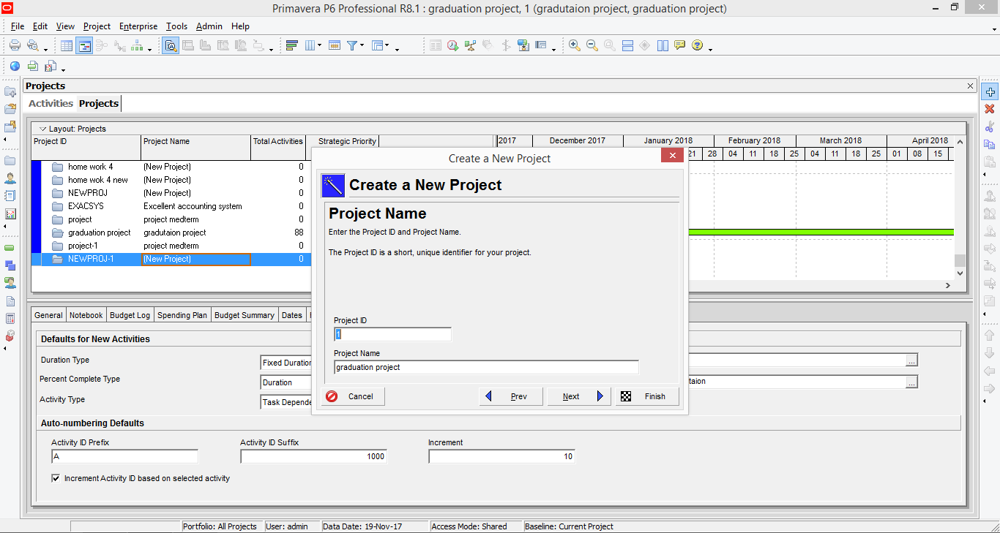 Primavera P6 Professional R8.1 : graduation project, 1 (gradutaion project, graduation project)
File Edit View Project Enterprise Tools Admin Help
Projects
Activities Projects
Layout: Projects
Project ID Project Name Total Activities Strategic Priority 2017 December 2017 January 2018 February 2018 March 2018 April 2018
21 28 04 11 18 25 04 11 18 25 01 08 15
home work 4 (New Project) 0
home wok 4 new (New Project) 0
NEWPROJ (New Project) 0
EXACSYS Excellent accounting system 0
project project medterm 0
graduation project gradutaion project 88
project-1 project medterm 0
NEWPROJ-1 (New Project) 0
Create a New Project
Create a New Project
Project Name
Enter the Project ID and Project Name.
The Project ID is a short, unique identifier for your project.
Project ID
1
Project Name
graduation project
Cancel Prev Next Finish
General Notebook Budget Log Spending Plan Budget Summary Dates
Defaults for New Activities
Duration Type Fixed Duration
...
Percent Complete Type Duration
taion ...
Activity Type Task Depende
Auto-numbering Defaults
Activity ID Prefix Activity ID Suffix Increment
A 1000 10
Increment Activity ID based on selected activity
Portfolio: All Projects User: admin Data Date: 19-Nov-17 Access Mode: Shared Baseline: Current Project